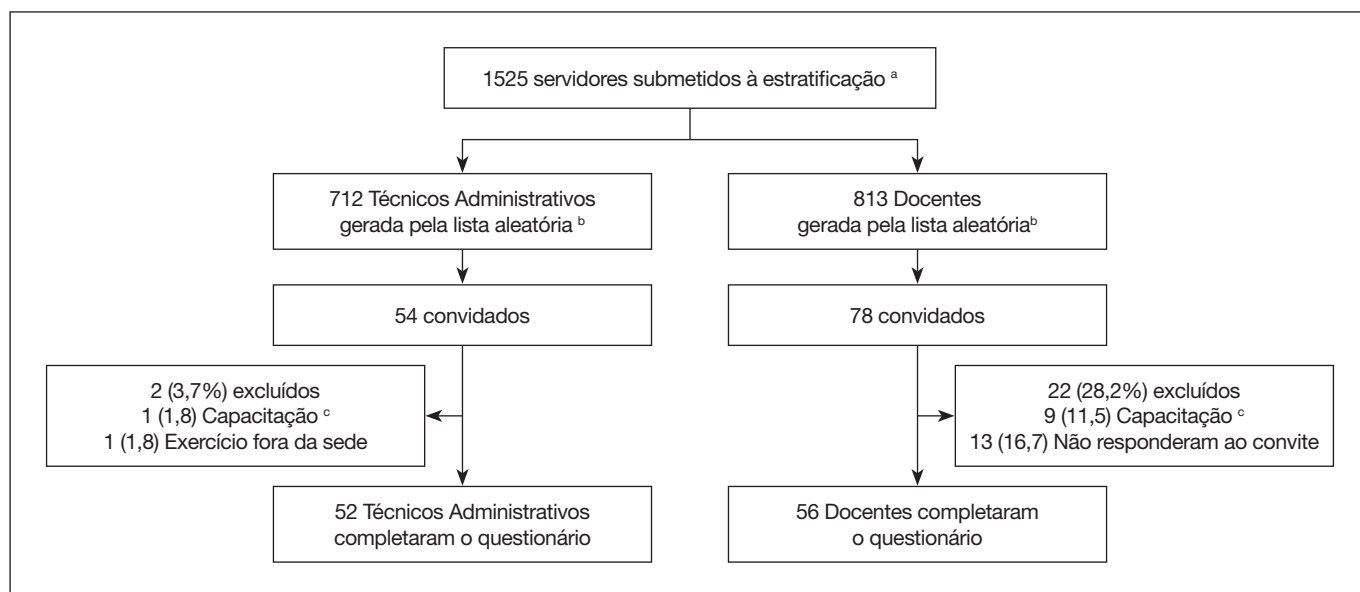 1525 servidores submetidos à estratificação a
712 Técnicos Administrativos
gerada pela lista aleatória b
813 Docentes
gerada pela lista aleatóriab
54 convidados
78 convidados
2 (3,7%) excluídos
1 (1,8) Capacitação c
1 (1,8) Exercício fora da sede
22 (28,2%) excluídos
9 (11,5) Capacitação c
13 (16,7) Não responderam ao convite
52 Técnicos Administrativos
completaram o questionário
56 Docentes completaram
o questionário